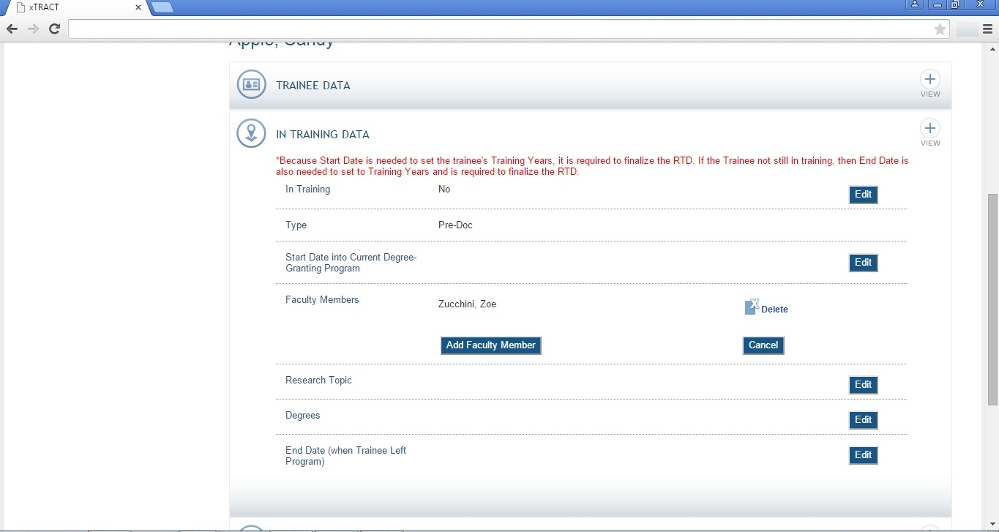 xTRACT
Apple, Candy
TRAINEE DATA
VIEW
IN TRAINING DATA
VIEW
*Because Start Date is needed to set the trainee's Training Years, it is required to finalize the RTD. If the Trainee not still in training, then End Date is
also needed to set to Training Years and is required to finalize the RTD.
In Training No Edit
Type Pre-Doc
Start Date into Current Degree-
Granting Program Edit
Faculty Members Zucchini, Zoe Delete
Add Faculty Member Cancel
Research Topic Edit
Degrees Edit
End Date (when Trainee Left
Program) Edit